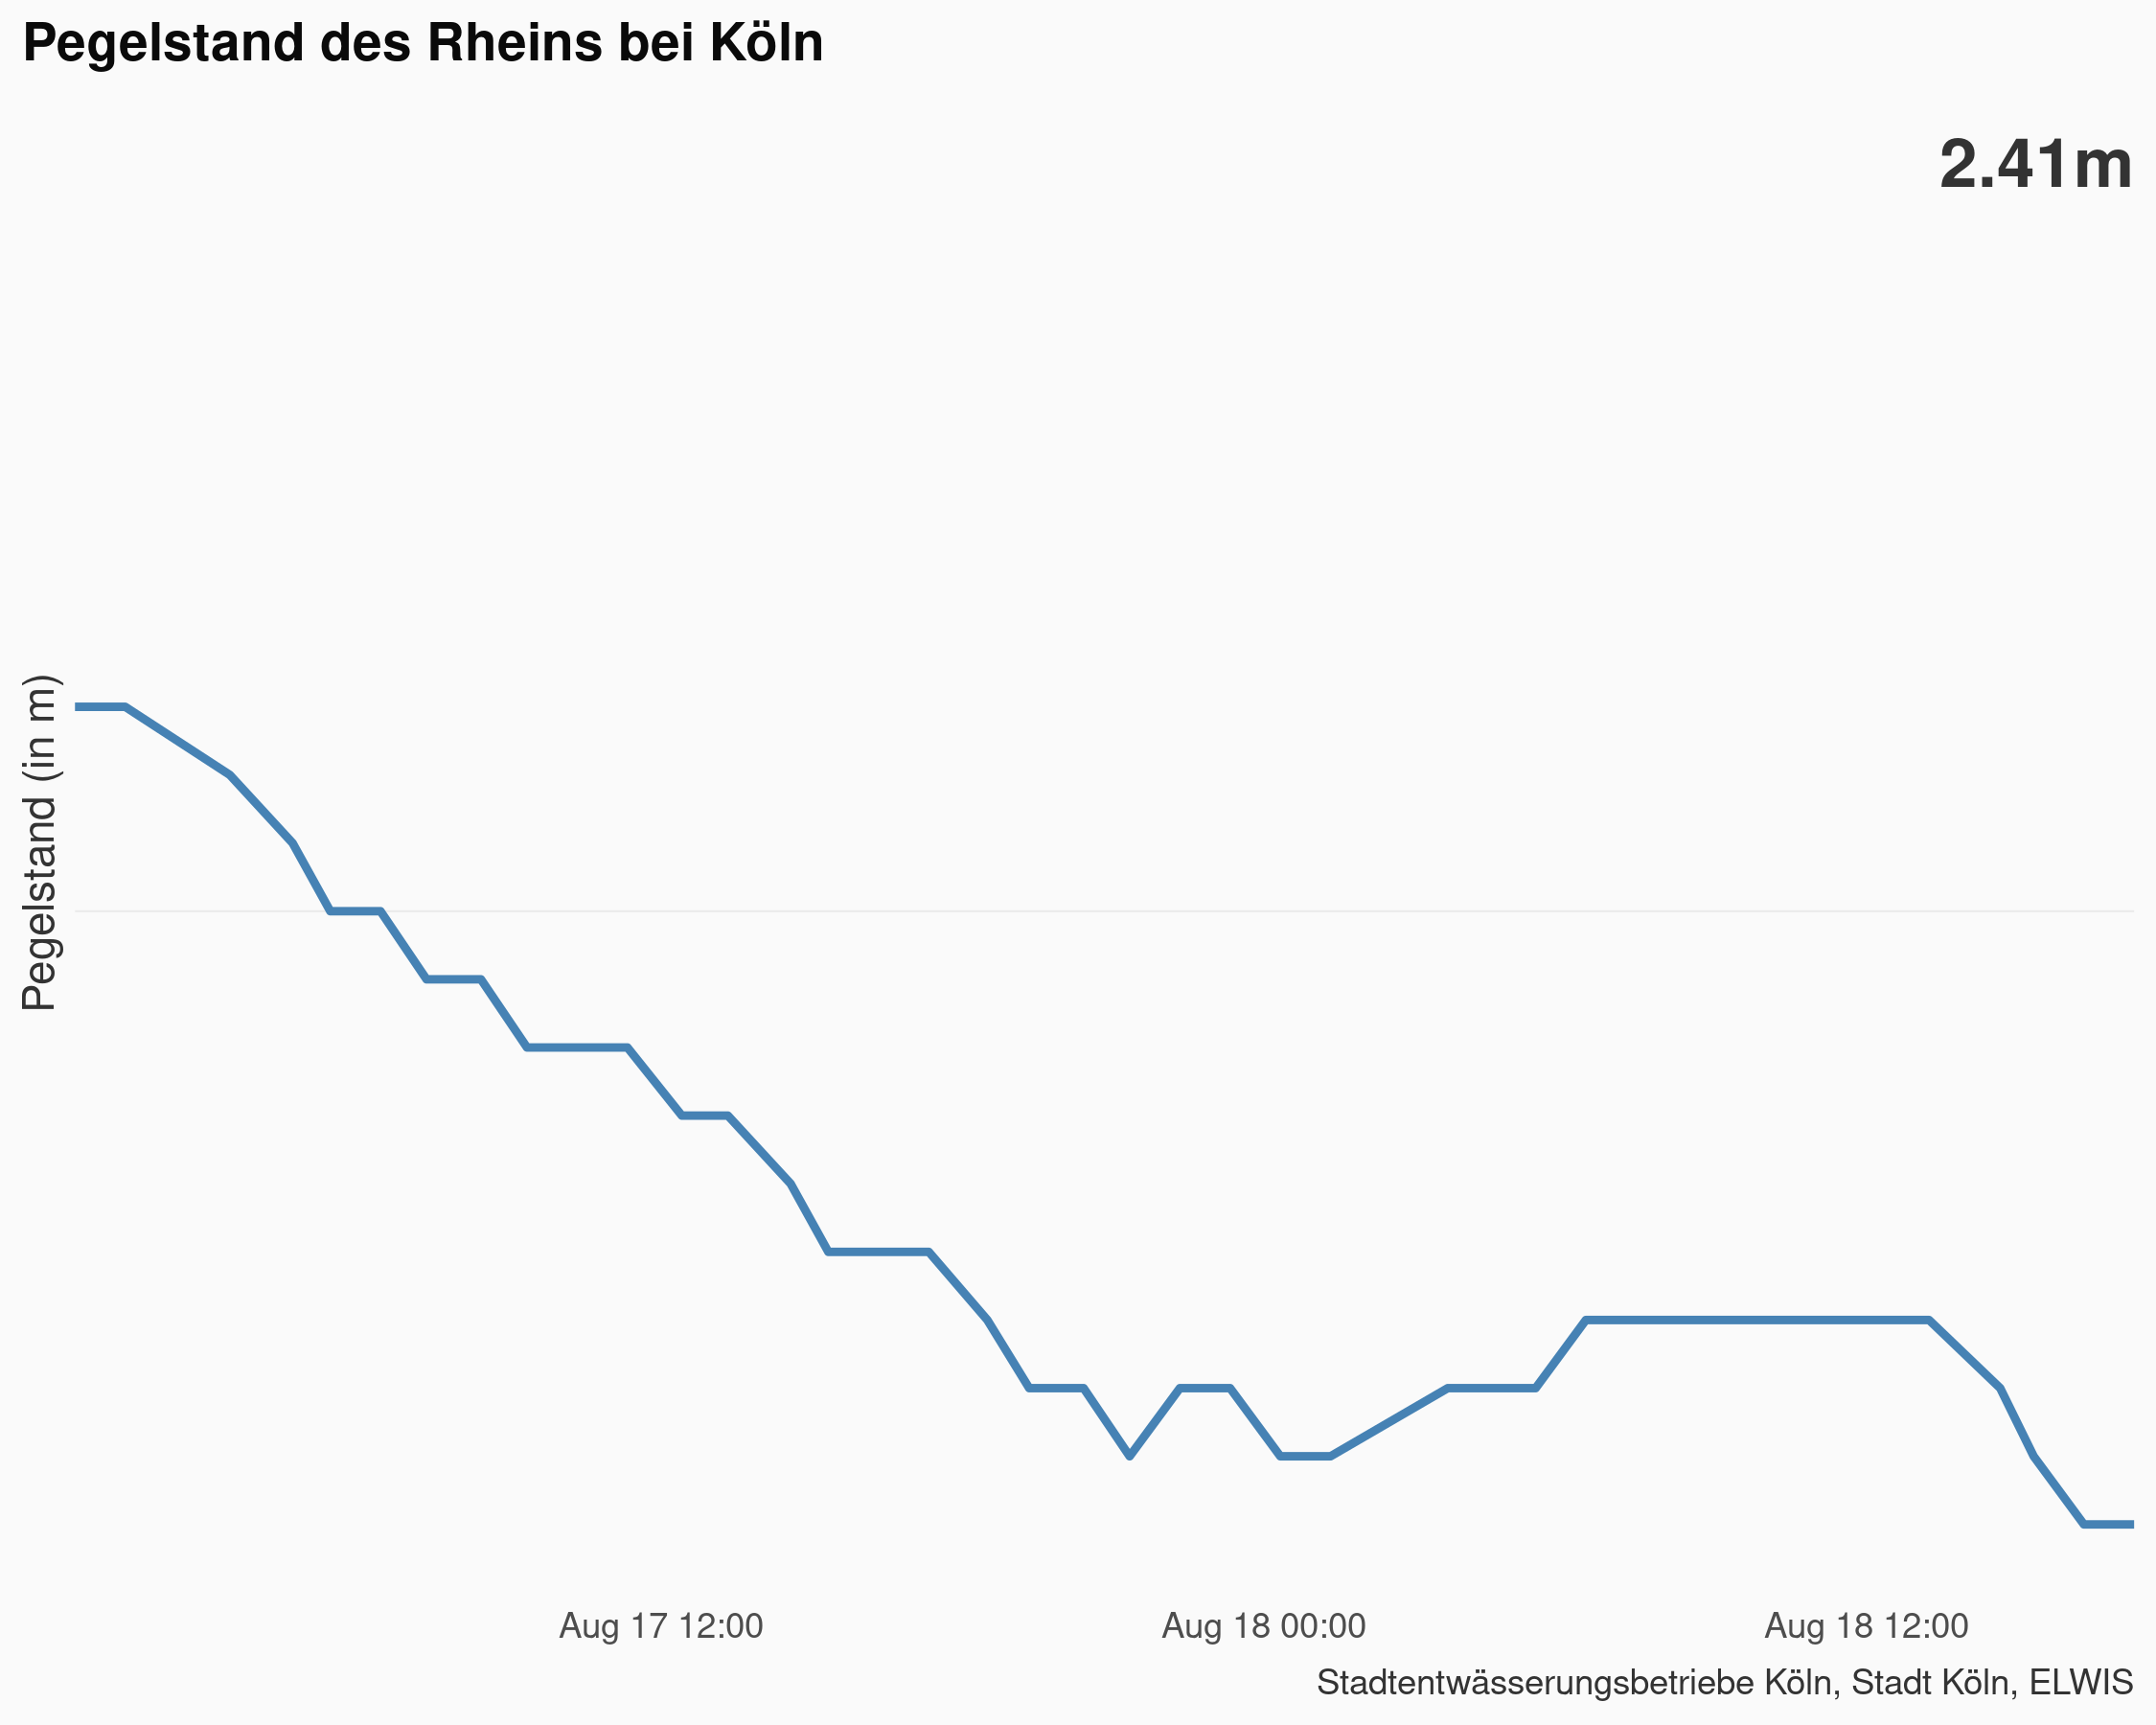 Pegelstand des Rheins bei Köln
2.41m
Pegelstand (in m)
Aug 17 12:00
Aug 18 00:00
Aug 18 12:00
Stadtentwässerungsbetriebe Köln, Stadt Köln, ELWIS